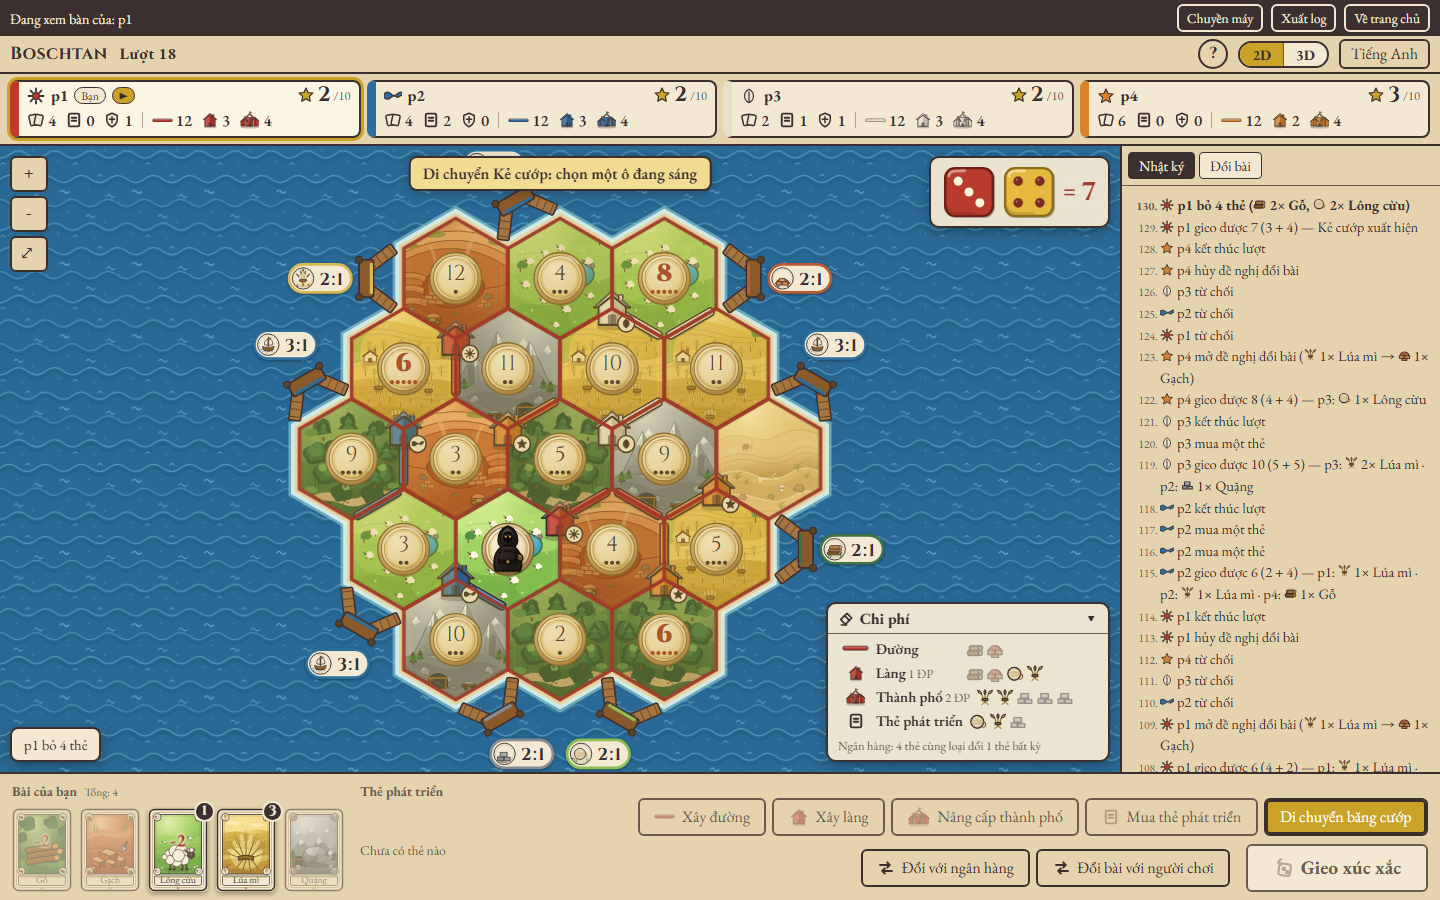 Đang xem bàn của: p1
Chuyền máy
Xuất log
Về trang chủ
BOSCHTAN Lượt 18
?
2D
3D
Tiếng Anh
p1 Bạn 2/10
4 0 1 12 3 4
p2 2/10
4 2 0 12 3 4
p3 2/10
2 1 1 12 3 4
p4 3/10
6 0 0 12 2 4
+
-
Di chuyển Kẻ cướp: chọn một ô đang sáng
= 7
2:1
2:1
12 4 8
3:1
3:1
6 11 10 11
9 3 5 9
3 4 5
2:1
10 2 6
3:1
2:1
2:1
Chi phí
Đường
Làng 1 ĐP
Thành phố 2 ĐP
Thẻ phát triển
Ngân hàng: 4 thẻ cùng loại đổi 1 thẻ bất kỳ
p1 bỏ 4 thẻ
Nhật ký
Đổi bài
130. p1 bỏ 4 thẻ (2× Gỗ, 2× Lông cừu)
129. p1 gieo được 7 (3 + 4) — Kẻ cướp xuất hiện
128. p4 kết thúc lượt
127. p4 hủy đề nghị đổi bài
126. p3 từ chối
125. p2 từ chối
124. p1 từ chối
123. p4 mở đề nghị đổi bài (1× Lúa mì → 1×
Gạch)
122. p4 gieo được 8 (4 + 4) — p3: 1× Lông cừu
121. p3 kết thúc lượt
120. p3 mua một thẻ
119. p3 gieo được 10 (5 + 5) — p3: 2× Lúa mì ·
p2: 1× Quặng
118. p2 kết thúc lượt
117. p2 mua một thẻ
116. p2 mua một thẻ
115. p2 gieo được 6 (2 + 4) — p1: 1× Lúa mì ·
p2: 1× Lúa mì · p4: 1× Gỗ
114. p1 kết thúc lượt
113. p1 hủy đề nghị đổi bài
112. p4 từ chối
111. p3 từ chối
110. p2 từ chối
109. p1 mở đề nghị đổi bài (1× Lúa mì → 1×
Gạch)
108. p1 gieo được 6 (4 + 2) — p1: 1× Lúa mì ·
Bài của bạn Tổng: 4
-2
Gỗ
Gạch
1
-2
Lông cừu
3
Lúa mì
Quặng
Thẻ phát triển
Chưa có thẻ nào
Xây đường
Xây làng
Nâng cấp thành phố
Mua thẻ phát triển
Di chuyển băng cướp
Đổi với ngân hàng
Đổi bài với người chơi
Gieo xúc xắc